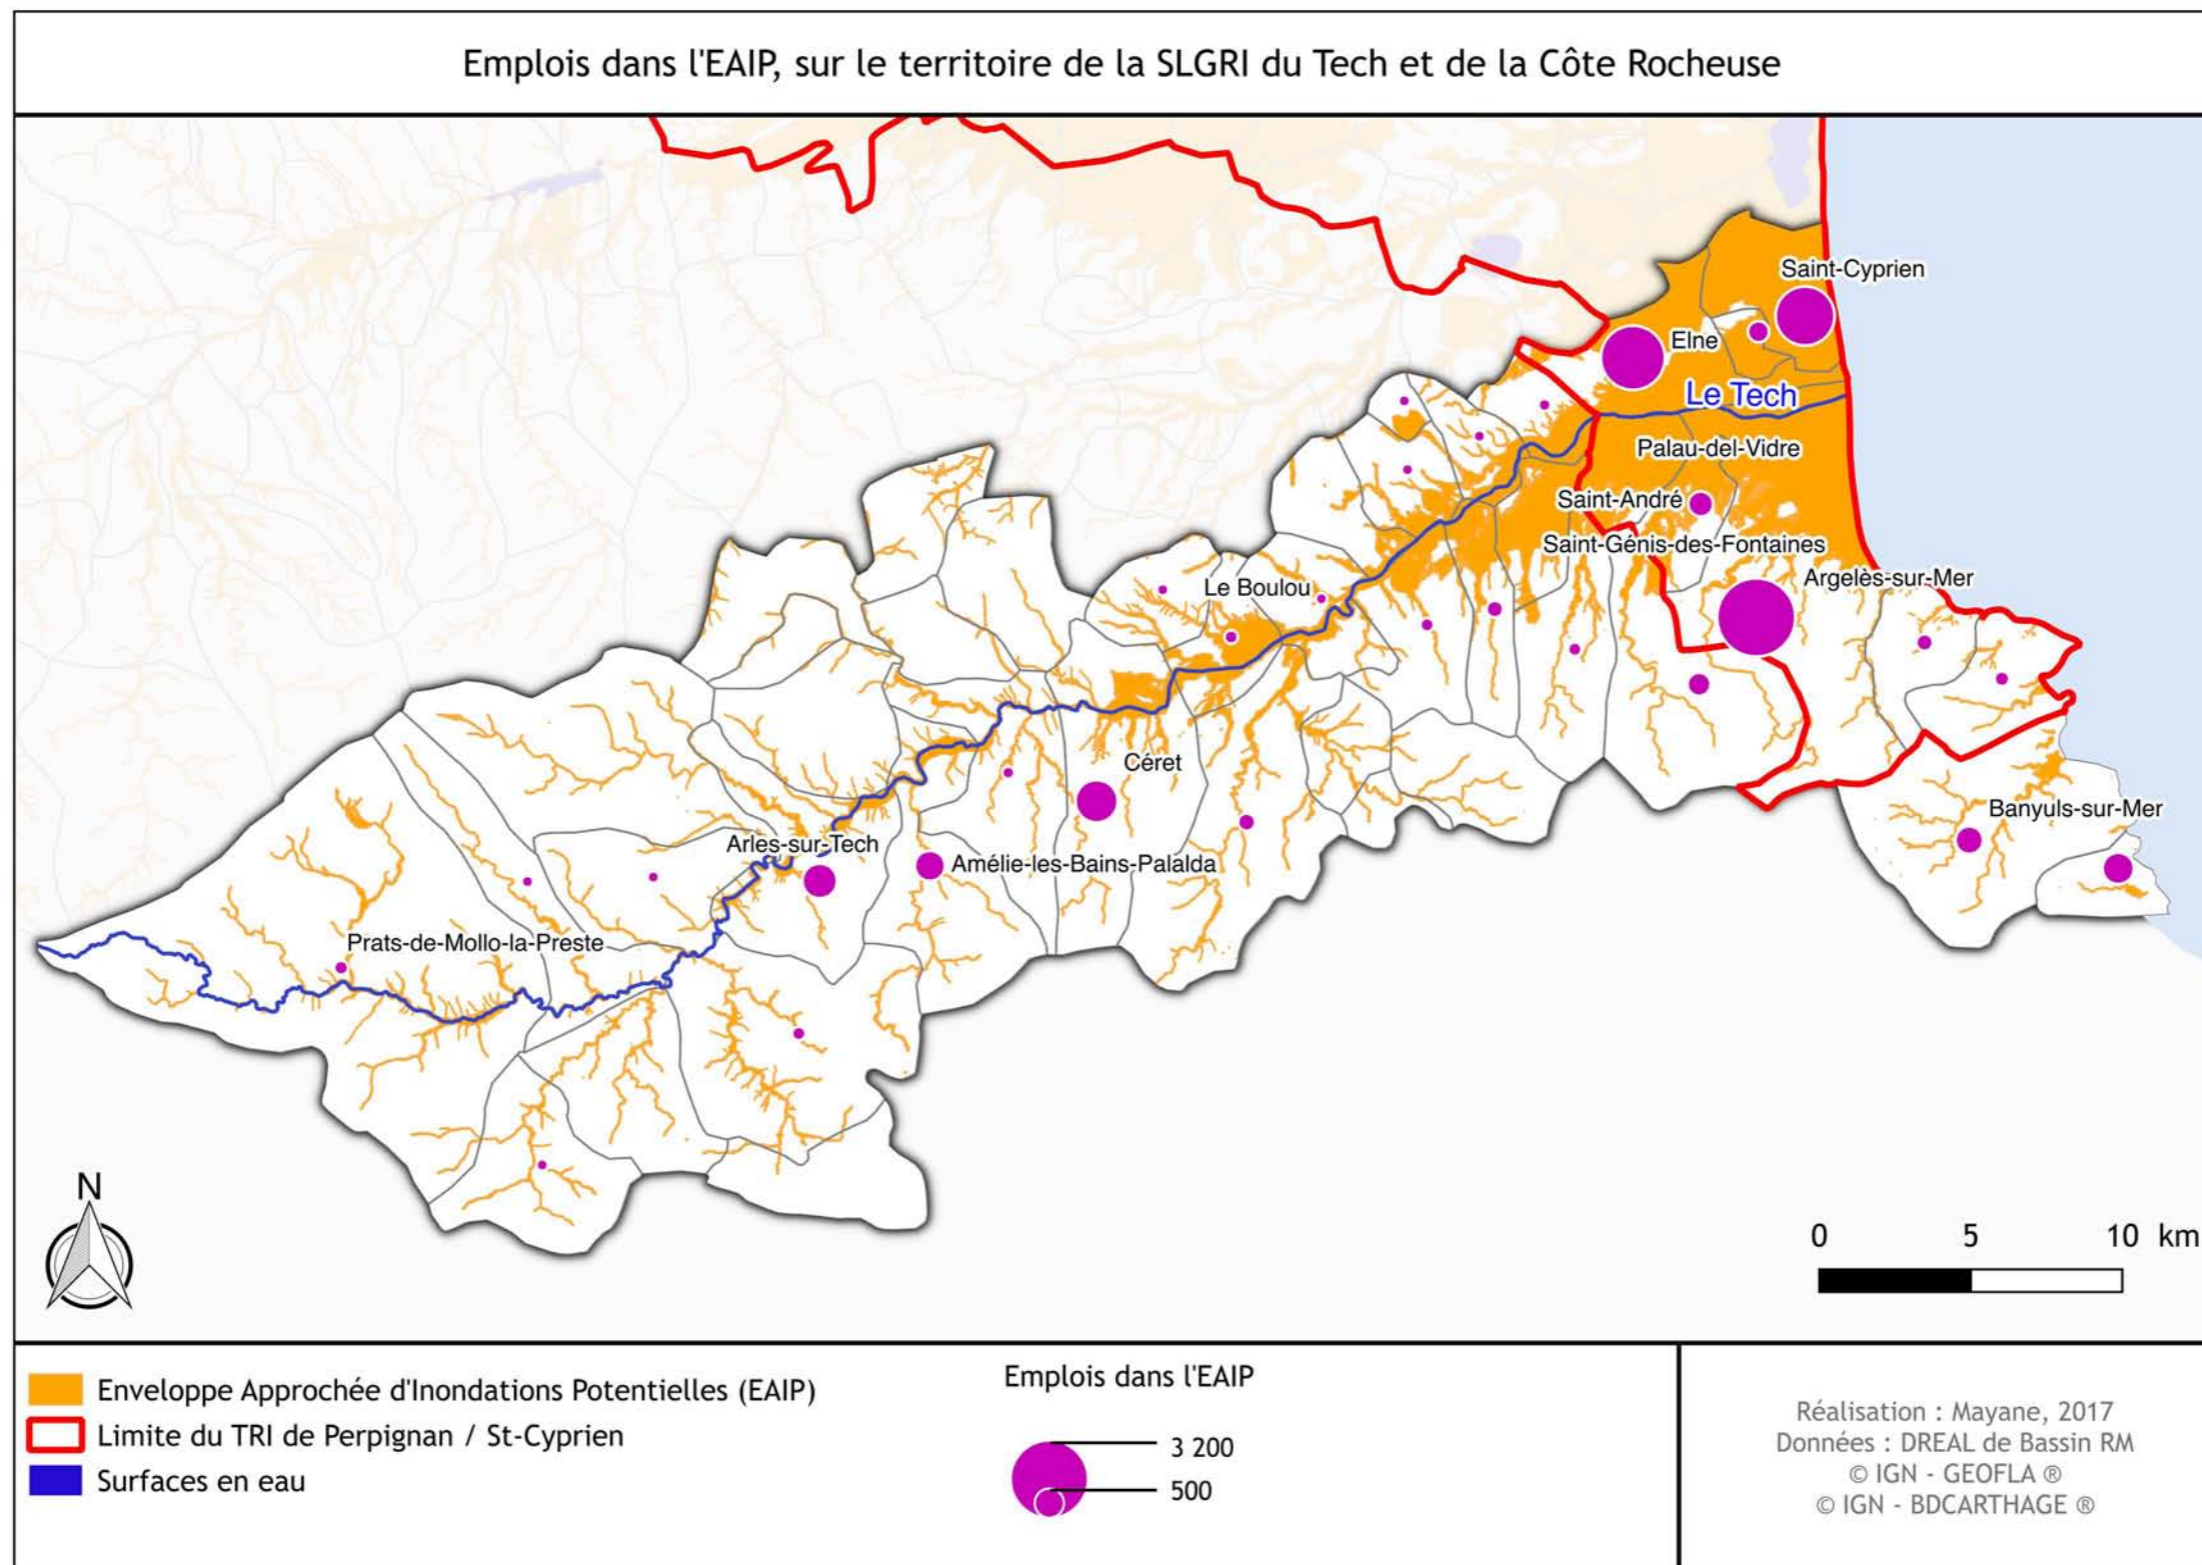 Emplois dans l'EAIP, sur le territoire de la SLGRI du Tech et de la Côte Rocheuse
Saint-Cyprien
Elne
Le Tech
Palau-del-Vidre
Saint-André
Saint-Génis-des-Fontaines
Argelès-sur-Mer
Le Boulou
Céret
Banyuls-sur-Mer
Arles-sur-Tech
Amélie-les-Bains-Palalda
Prats-de-Mollo-la-Preste
N
0 5 10 km
Enveloppe Approchée d'Inondations Potentielles (EAIP)
Limite du TRI de Perpignan / St-Cyprien
Surfaces en eau
Emplois dans l'EAIP
3 200
500
Réalisation : Mayane, 2017
Données : DREAL de Bassin RM
© IGN - GEOFLA ®
© IGN - BDCARTHAGE ®